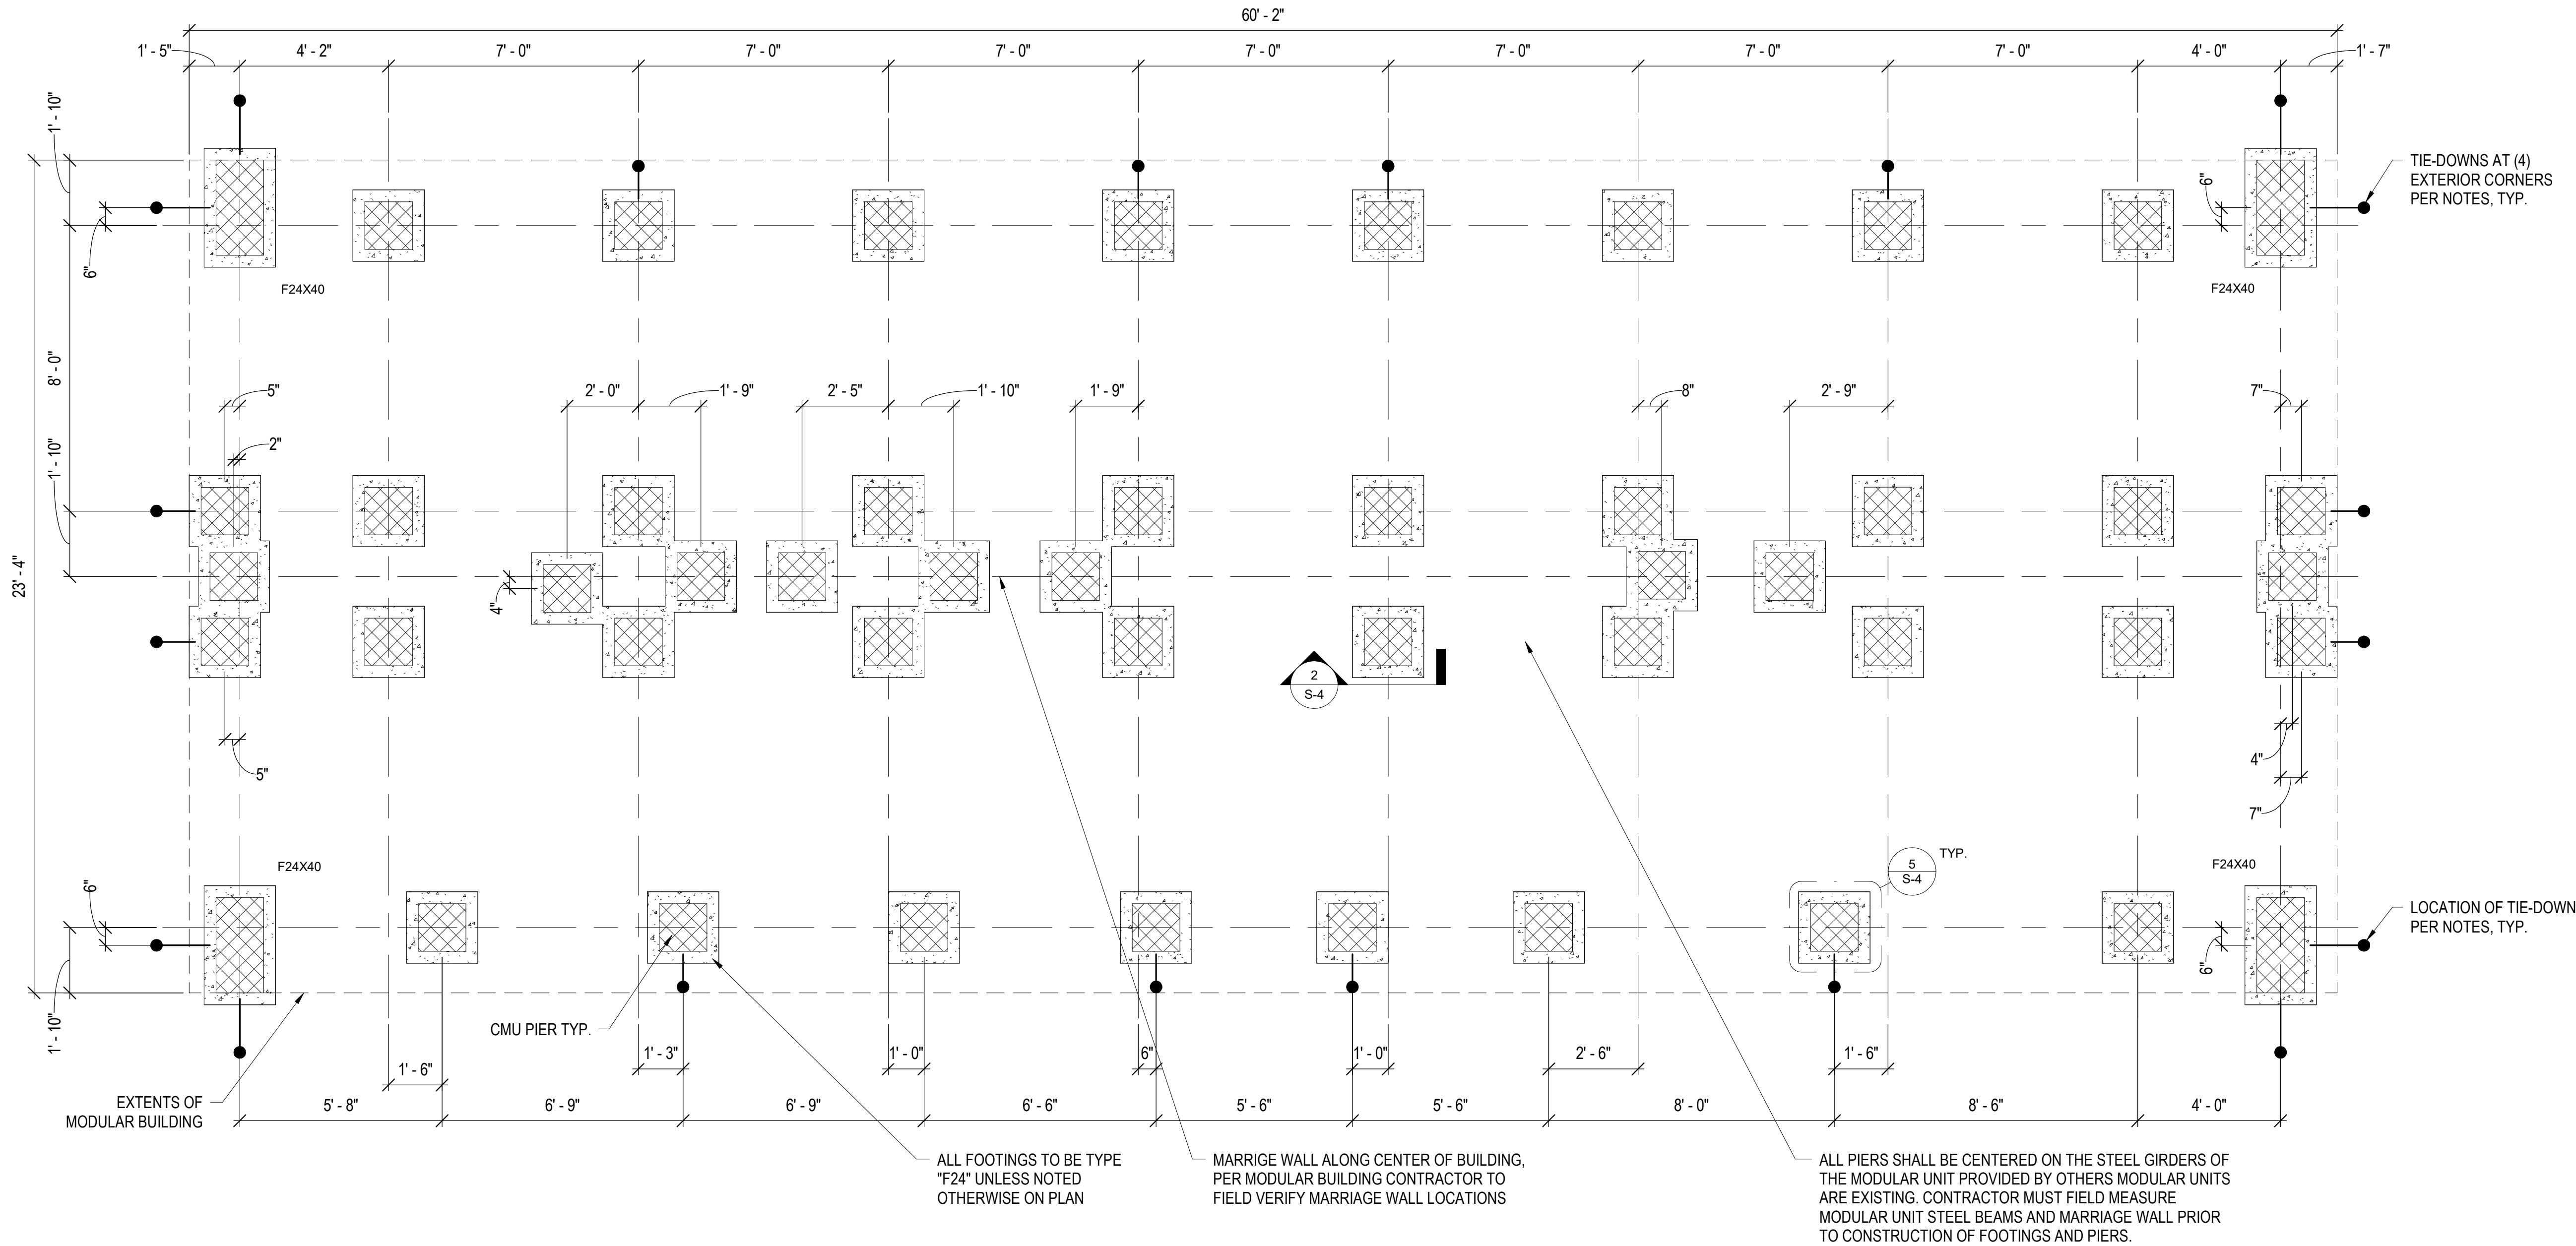 60' - 2"
1' - 5"
4' - 2"
7' - 0"
7' - 0"
7' - 0"
7' - 0"
7' - 0"
7' - 0"
7' - 0"
4' - 0"
1' - 7"
1' - 10"
6"
6"
TIE-DOWNS AT (4)
EXTERIOR CORNERS
PER NOTES, TYP.
F24X40
F24X40
8' - 0"
5"
2' - 0"
1' - 9"
2' - 5"
1' - 10"
1' - 9"
8"
2' - 9"
7"
2"
1' - 10"
23' - 4"
4"
2
S-4
5"
4"
7"
F24X40
5
S-4
TYP.
F24X40
6"
6"
LOCATION OF TIE-DOWN
PER NOTES, TYP.
1' - 10"
CMU PIER TYP.
1' - 6"
1' - 3"
1' - 0"
6"
1' - 0"
2' - 6"
1' - 6"
EXTENTS OF
MODULAR BUILDING
5' - 8"
6' - 9"
6' - 9"
6' - 6"
5' - 6"
5' - 6"
8' - 0"
8' - 6"
4' - 0"
ALL FOOTINGS TO BE TYPE
"F24" UNLESS NOTED
OTHERWISE ON PLAN
MARRIGE WALL ALONG CENTER OF BUILDING,
PER MODULAR BUILDING CONTRACTOR TO
FIELD VERIFY MARRIAGE WALL LOCATIONS
ALL PIERS SHALL BE CENTERED ON THE STEEL GIRDERS OF
THE MODULAR UNIT PROVIDED BY OTHERS MODULAR UNITS
ARE EXISTING. CONTRACTOR MUST FIELD MEASURE
MODULAR UNIT STEEL BEAMS AND MARRIAGE WALL PRIOR
TO CONSTRUCTION OF FOOTINGS AND PIERS.